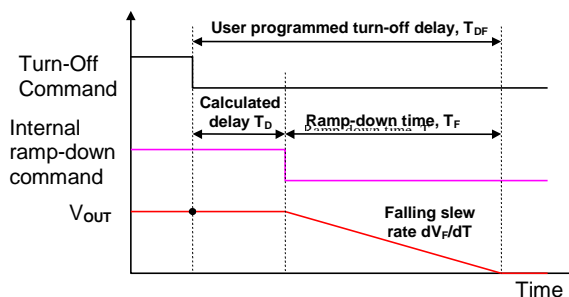 User programmed turn-off delay, TDF
Turn-Off
Command
Calculated
delay TD
Ramp-down time, TF
Internal
ramp-down
command
VOUT
Falling slew
rate dVF/dT
Time